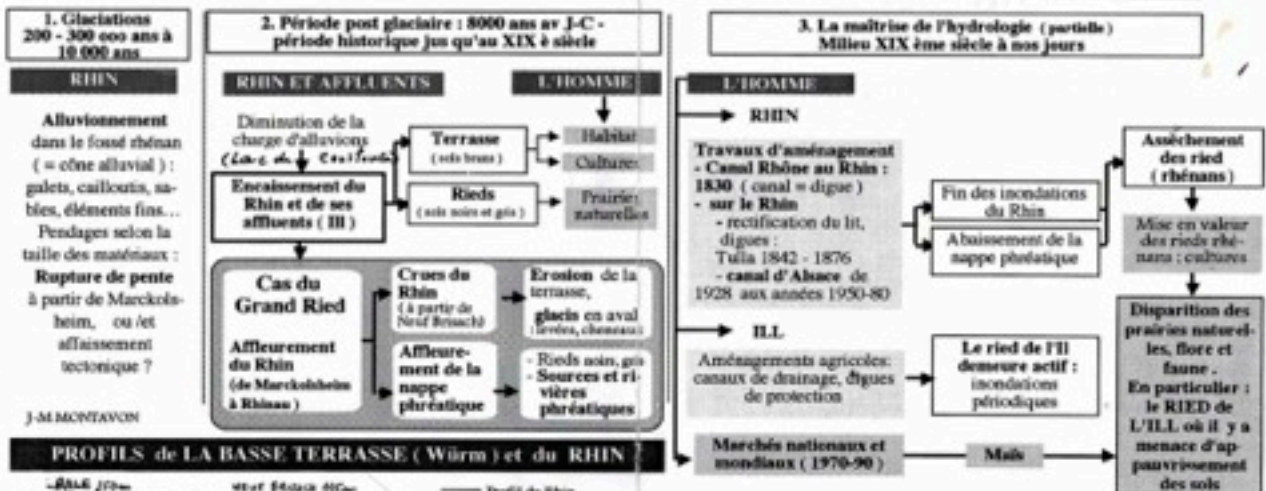 1. Glaciations
200 - 300 ooo ans à
10 000 ans
RHIN
Alluvionnement
dans le fossé rhénan
( = cône alluvial ) :
galets, cailloutis, sa-
bles, éléments fins...
Pendages selon la
taille des matériaux :
Rupture de pente
à partir de Marckols-
heim, ou /et
affaissement
tectonique ?
J-M.MONTAVON
2. Période post glaciaire : 8000 ans av J-C -
période historique jus qu'au XIX è siècle
RHIN ET AFFLUENTS
L'HOMME
Diminution de la
charge d'alluvions
Encaissement du
Rhin et de ses
affluents ( Ill )
Terrasse
( sols bruns )
Rieds
( sols noirs et gris )
Habitat
Cultures
Prairies
naturelles
Cas du
Grand Ried
Affleurement
du Rhin
(de Marckolsheim
à Rhinau )
Crues du
Rhin
( à partir de
Neuf Brisach)
Affleure-
ment de la
nappe
phréatique
Erosion de la
terrasse,
glacis en aval
- Rieds noirs, gris
- Sources et ri-
vières
phréatiques
PROFILS de LA BASSE TERRASSE ( Würm ) et du RHIN
Profil du Rhin
3. La maîtrise de l'hydrologie ( partielle )
Milieu XIX ème siècle à nos jours
L'HOMME
RHIN
Travaux d'aménagement
- Canal Rhône au Rhin :
1830 ( canal = digue )
- sur le Rhin
- rectification du lit,
digues :
Tulla 1842 - 1876
- canal d'Alsace de
1928 aux années 1950-80
Fin des inondations
du Rhin
Abaissement de la
nappe phréatique
Assèchement
des ried
( rhénans )
Mise en valeur
des rieds rhé-
nans : cultures
Disparition des
prairies naturel-
les, flore et
faune .
En particulier :
le RIED de
L'ILL où il y a
menace d'ap-
pauvrissement
des sols
ILL
Aménagements agricoles:
canaux de drainage, digues
de protection
Le ried de l'Ill
demeure actif :
inondations
périodiques
Marchés nationaux et
mondiaux ( 1970-90 )
Maïs